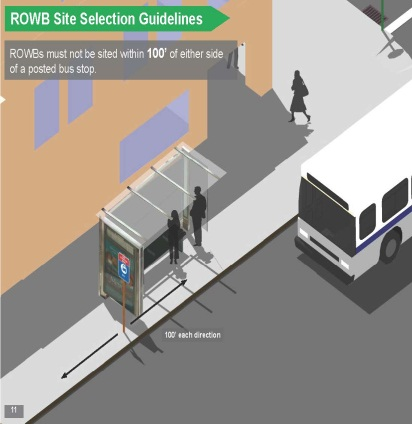 ROWB Site Selection Guidelines
ROWBs must not be sited within 100' of either side
of a posted bus stop.
100' each direction
11